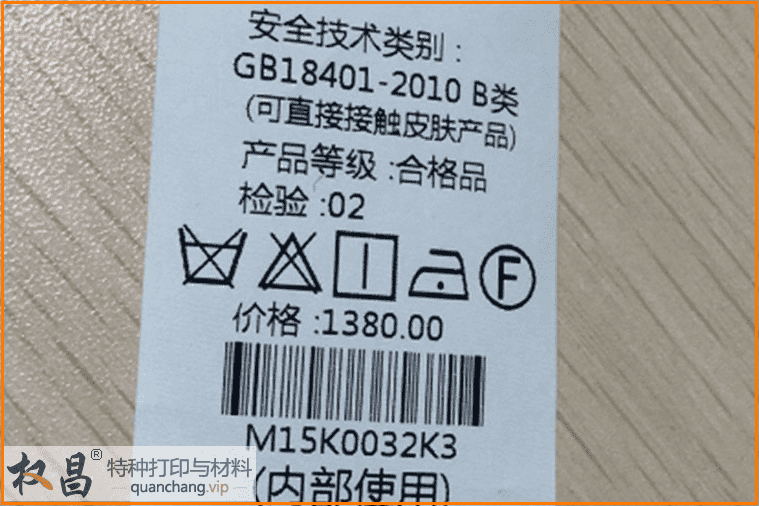 安全技术类别：
GB18401-2010 B类
(可直接接触皮肤产品)
产品等级 :合格品
检验 :02
F
价格 :1380.00
M15K0032K3
(内部使用)
权昌®
特种打印与材料
quanchang.vip